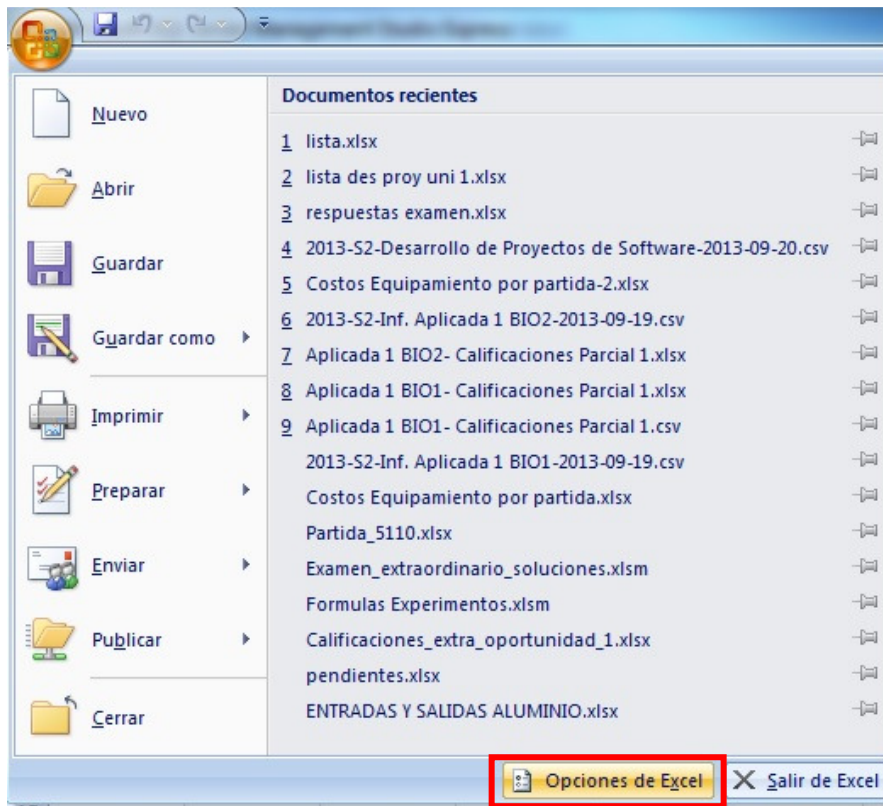 Nuevo
Abrir
Guardar
Guardar como
Imprimir
Preparar
Enviar
Publicar
Cerrar
Documentos recientes
1 lista.xlsx
2 lista des proy uni 1.xlsx
3 respuestas examen.xlsx
4 2013-S2-Desarrollo de Proyectos de Software-2013-09-20.csv
5 Costos Equipamiento por partida-2.xlsx
6 2013-S2-Inf. Aplicada 1 BIO2-2013-09-19.csv
7 Aplicada 1 BIO2- Calificaciones Parcial 1.xlsx
8 Aplicada 1 BIO1- Calificaciones Parcial 1.xlsx
9 Aplicada 1 BIO1- Calificaciones Parcial 1.csv
2013-S2-Inf. Aplicada 1 BIO1-2013-09-19.csv
Costos Equipamiento por partida.xlsx
Partida_5110.xlsx
Examen_extraordinario_soluciones.xlsm
Formulas Experimentos.xlsm
Calificaciones_extra_oportunidad_1.xlsx
pendientes.xlsx
ENTRADAS Y SALIDAS ALUMINIO.xlsx
Opciones de Excel
Salir de Excel